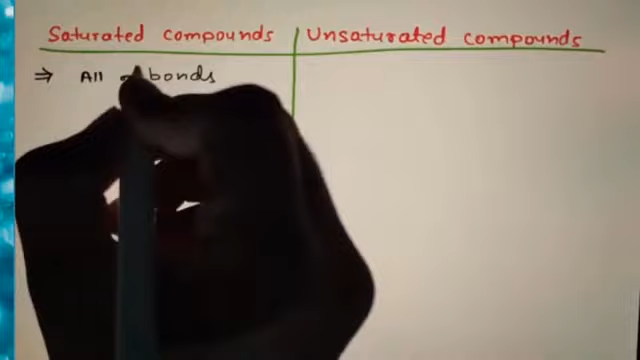 Saturated compounds
Unsaturated compounds
⇒ All bonds